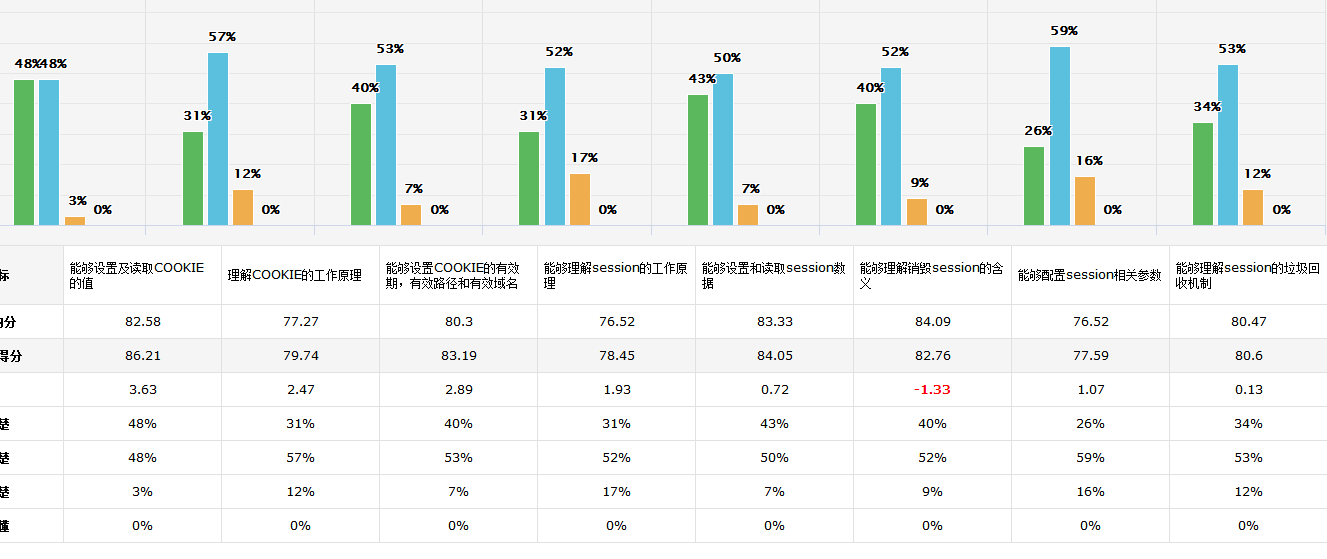 48% 48% 3% 0% 31% 57% 12% 0% 40% 53% 7% 0% 31% 52% 17% 0% 43% 50% 7% 0% 40% 52% 9% 0% 26% 59% 16% 0% 34% 53% 12% 0%
标 能够设置及读取COOKIE的值 理解COOKIE的工作原理 能够设置COOKIE的有效期，有效路径和有效域名 能够理解session的工作原理 能够设置和读取session数据 能够理解销毁session的含义 能够配置session相关参数 能够理解session的垃圾回收机制
分 82.58 77.27 80.3 76.52 83.33 84.09 76.52 80.47
得分 86.21 79.74 83.19 78.45 84.05 82.76 77.59 80.6
3.63 2.47 2.89 1.93 0.72 -1.33 1.07 0.13
楚 48% 31% 40% 31% 43% 40% 26% 34%
楚 48% 57% 53% 52% 50% 52% 59% 53%
楚 3% 12% 7% 17% 7% 9% 16% 12%
懂 0% 0% 0% 0% 0% 0% 0% 0%